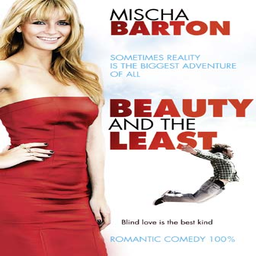 MISCHA
BARTON
SOMETIMES REALITY
IS THE BIGGEST ADVENTURE
OF ALL
BEAUTY
AND THE
LEAST
Blind love is the best kind
ROMANTIC COMEDY 100%